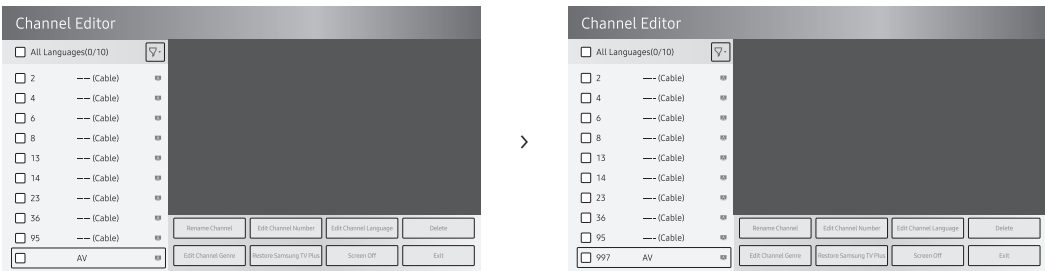 Channel Editor
All Languages(0/10)
2 −− (Cable)
4 −− (Cable)
6 −− (Cable)
8 −− (Cable)
13 −− (Cable)
14 −− (Cable)
23 −− (Cable)
36 −− (Cable)
95 −− (Cable)
AV
Rename Channel Edit Channel Number Edit Channel Language Delete
Edit Channel Genre Restore Samsung TV Plus Screen Off Exit
>
Channel Editor
All Languages(0/10)
2 −- (Cable)
4 −- (Cable)
6 −- (Cable)
8 −- (Cable)
13 −- (Cable)
14 −- (Cable)
23 −- (Cable)
36 −- (Cable)
95 −- (Cable)
997 AV
Rename Channel Edit Channel Number Edit Channel Language Delete
Edit Channel Genre Restore Samsung TV Plus Screen Off Exit